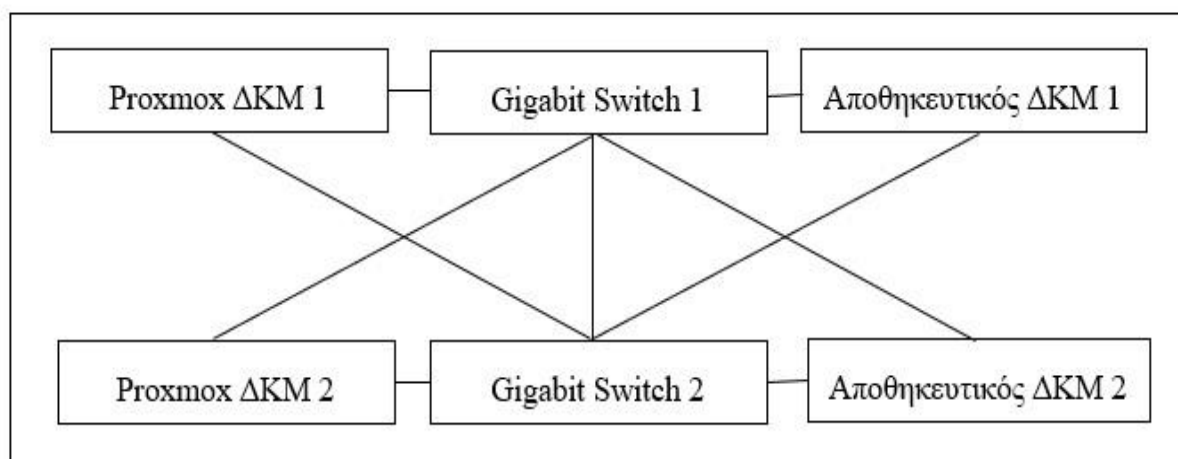 Proxmox ΔΚΜ 1
Gigabit Switch 1
Αποθηκευτικός ΔΚΜ 1
Proxmox ΔΚΜ 2
Gigabit Switch 2
Αποθηκευτικός ΔΚΜ 2